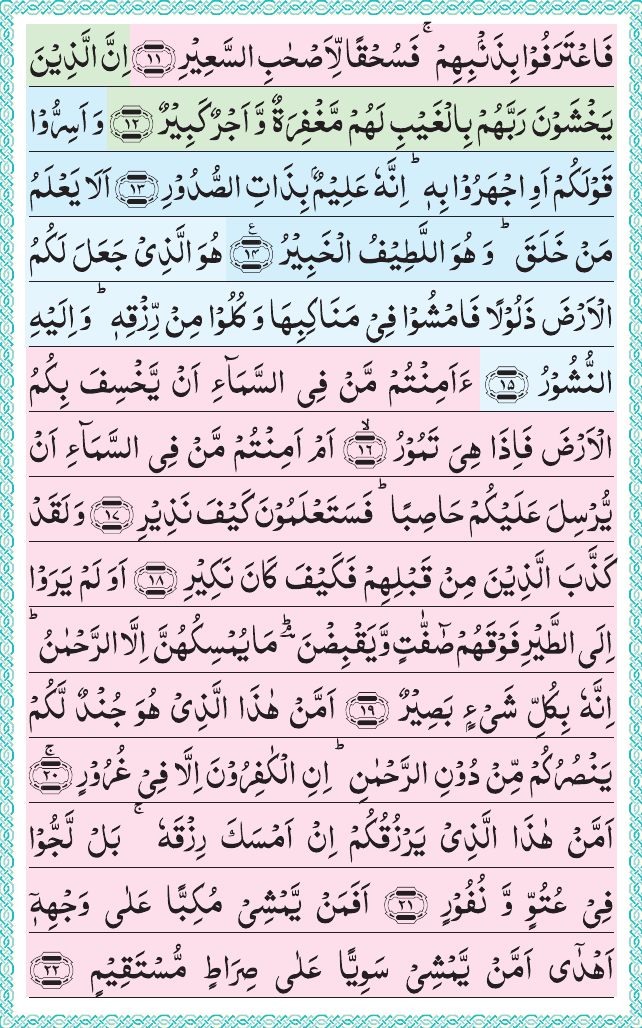 فَاعْتَرَفُوْا بِذَنْۢبِهِمْ ۚ فَسُحْقًا لِّاَصْحٰبِ السَّعِيْرِ ﴿۱۱﴾ اِنَّ الَّذِيْنَ
يَخْشَوْنَ رَبَّهُمْ بِالْغَيْبِ لَهُمْ مَّغْفِرَةٌ وَّ اَجْرٌ كَبِيْرٌ ﴿۱۲﴾ وَ اَسِرُّوْا
قَوْلَكُمْ اَوِ اجْهَرُوْا بِهٖ ؕ اِنَّهٗ عَلِيْمٌۢ بِذَاتِ الصُّدُوْرِ ﴿۱۳﴾ اَلَا يَعْلَمُ
مَنْ خَلَقَ ؕ وَ هُوَ اللَّطِيْفُ الْخَبِيْرُ ﴿۱۴﴾ ع هُوَ الَّذِيْ جَعَلَ لَكُمُ
الْاَرْضَ ذَلُوْلًا فَامْشُوْا فِيْ مَنَاكِبِهَا وَ كُلُوْا مِنْ رِّزْقِهٖ ؕ وَ اِلَيْهِ
النُّشُوْرُ ﴿۱۵﴾ ءَاَمِنْتُمْ مَّنْ فِي السَّمَآءِ اَنْ يَّخْسِفَ بِكُمُ
الْاَرْضَ فَاِذَا هِيَ تَمُوْرُ ﴿ۙ۱۶﴾ اَمْ اَمِنْتُمْ مَّنْ فِي السَّمَآءِ اَنْ
يُّرْسِلَ عَلَيْكُمْ حَاصِبًا ؕ فَسَتَعْلَمُوْنَ كَيْفَ نَذِيْرِ ﴿۱۷﴾ وَ لَقَدْ
كَذَّبَ الَّذِيْنَ مِنْ قَبْلِهِمْ فَكَيْفَ كَانَ نَكِيْرِ ﴿۱۸﴾ اَوَ لَمْ يَرَوْا
اِلَى الطَّيْرِ فَوْقَهُمْ صٰٓفّٰتٍ وَّ يَقْبِضْنَ ؔۘؕ مَا يُمْسِكُهُنَّ اِلَّا الرَّحْمٰنُ ؕ
اِنَّهٗ بِكُلِّ شَيْءٍۭ بَصِيْرٌ ﴿۱۹﴾ اَمَّنْ هٰذَا الَّذِيْ هُوَ جُنْدٌ لَّكُمْ
يَنْصُرُكُمْ مِّنْ دُوْنِ الرَّحْمٰنِ ؕ اِنِ الْكٰفِرُوْنَ اِلَّا فِيْ غُرُوْرٍ ﴿ۚ۲۰﴾
اَمَّنْ هٰذَا الَّذِيْ يَرْزُقُكُمْ اِنْ اَمْسَكَ رِزْقَهٗ ۚ بَلْ لَّجُّوْا
فِيْ عُتُوٍّ وَّ نُفُوْرٍ ﴿۲۱﴾ اَفَمَنْ يَّمْشِيْ مُكِبًّا عَلٰى وَجْهِهٖٓ
اَهْدٰٓى اَمَّنْ يَّمْشِيْ سَوِيًّا عَلٰى صِرَاطٍ مُّسْتَقِيْمٍ ﴿۲۲﴾